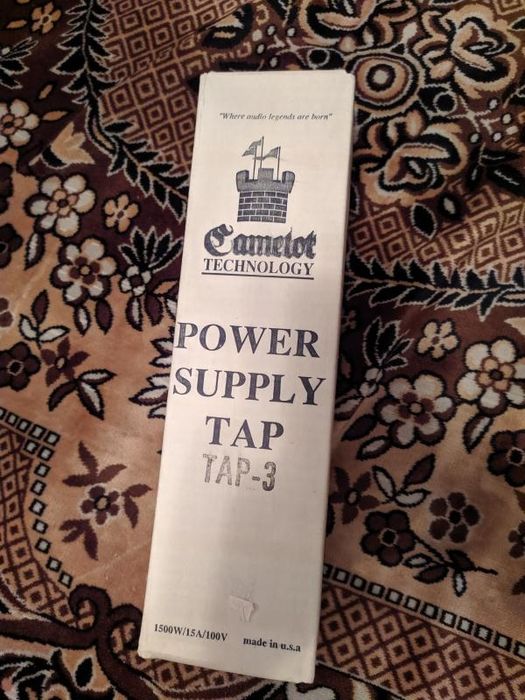 "Where audio legends are born"
Camelot
TECHNOLOGY
POWER
SUPPLY
TAP
TAP-3
1500W/15A/100V made in u.s.a